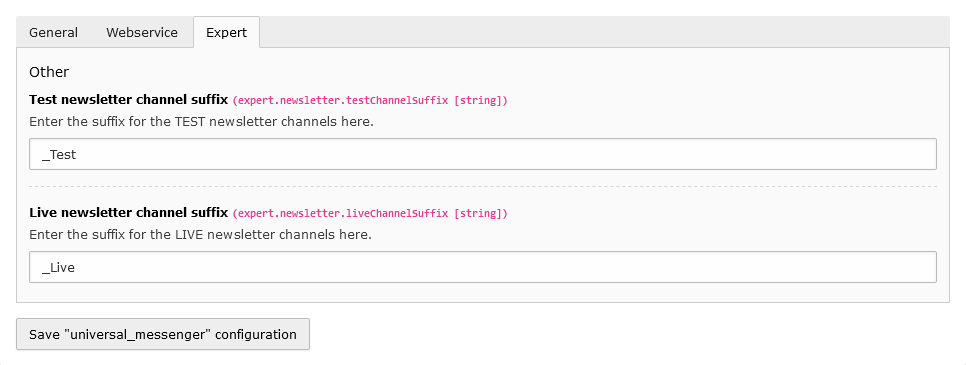 General Webservice Expert
Other
Test newsletter channel suffix (expert.newsletter.testChannelSuffix [string])
Enter the suffix for the TEST newsletter channels here.
_Test
Live newsletter channel suffix (expert.newsletter.liveChannelSuffix [string])
Enter the suffix for the LIVE newsletter channels here.
_Live
Save "universal_messenger" configuration